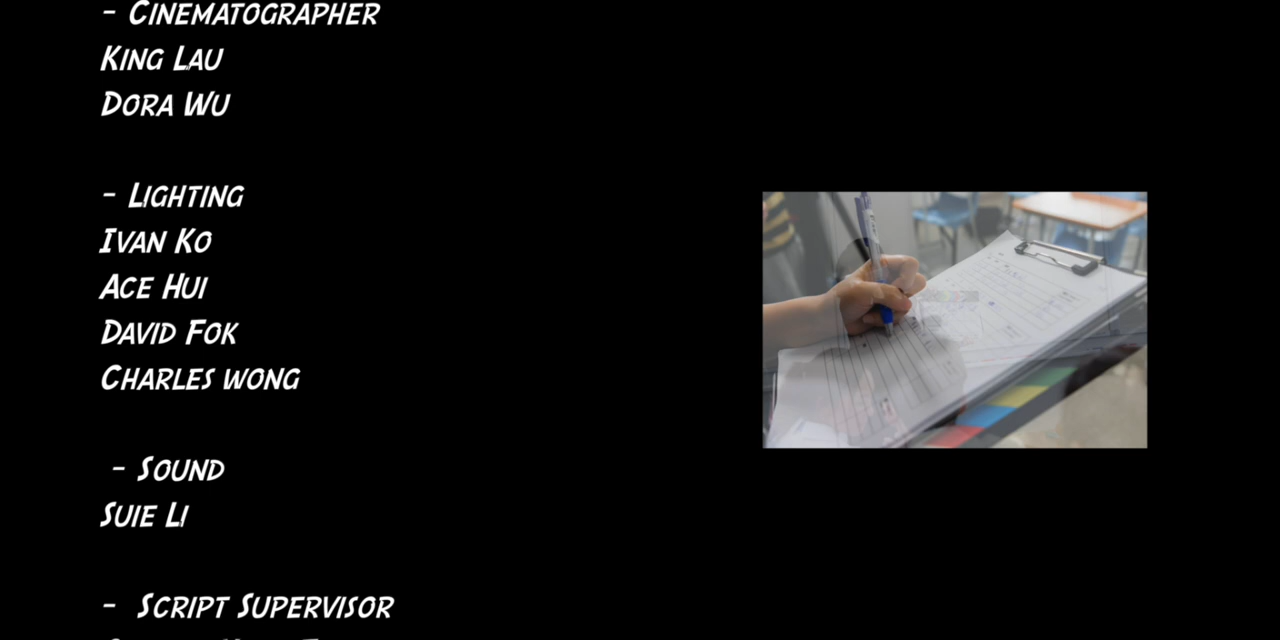 - Cinematographer
King Lau
Dora Wu
- Lighting
Ivan Ko
Ace Hui
David Fok
Charles wong
- Sound
Suie Li
- Script Supervisor